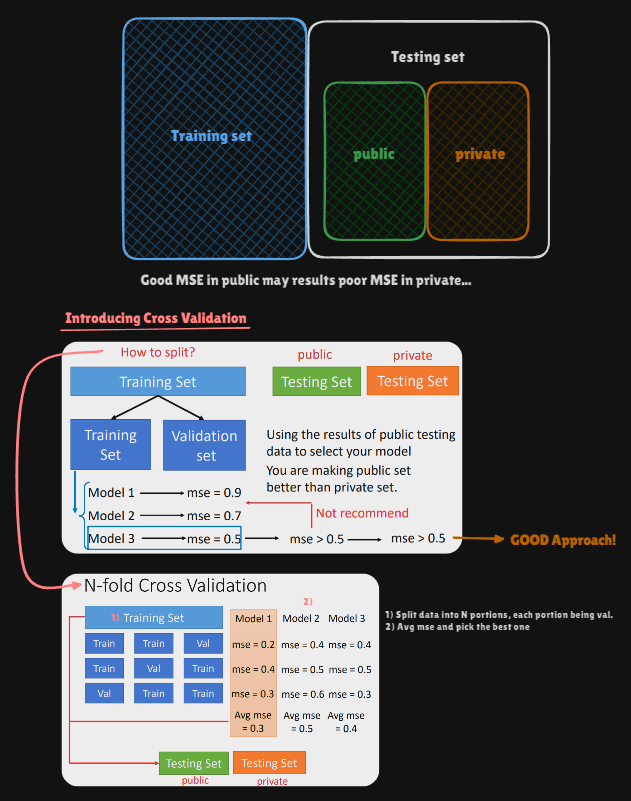 Testing set
Training set
public
private
Good MSE in public may results poor MSE in private...
Introducing Cross Validation
How to split?
public
private
Training Set
Testing Set
Testing Set
Training
Set
Validation
set
Using the results of public testing
data to select your model
You are making public set
better than private set.
Model 1
mse = 0.9
Not recommend
Model 2
mse = 0.7
Model 3
mse = 0.5
mse > 0.5
mse > 0.5
GOOD Approach!
N-fold Cross Validation
2)
1) Training Set
Model 1
Model 2
Model 3
1) Split data into N portions, each portion being val.
2) Avg mse and pick the best one
Train
Train
Val
mse = 0.2
mse = 0.4
mse = 0.4
Train
Val
Train
mse = 0.4
mse = 0.5
mse = 0.5
Val
Train
Train
mse = 0.3
mse = 0.6
mse = 0.3
Avg mse
= 0.3
Avg mse
= 0.5
Avg mse
= 0.4
Testing Set
Testing Set
public
private